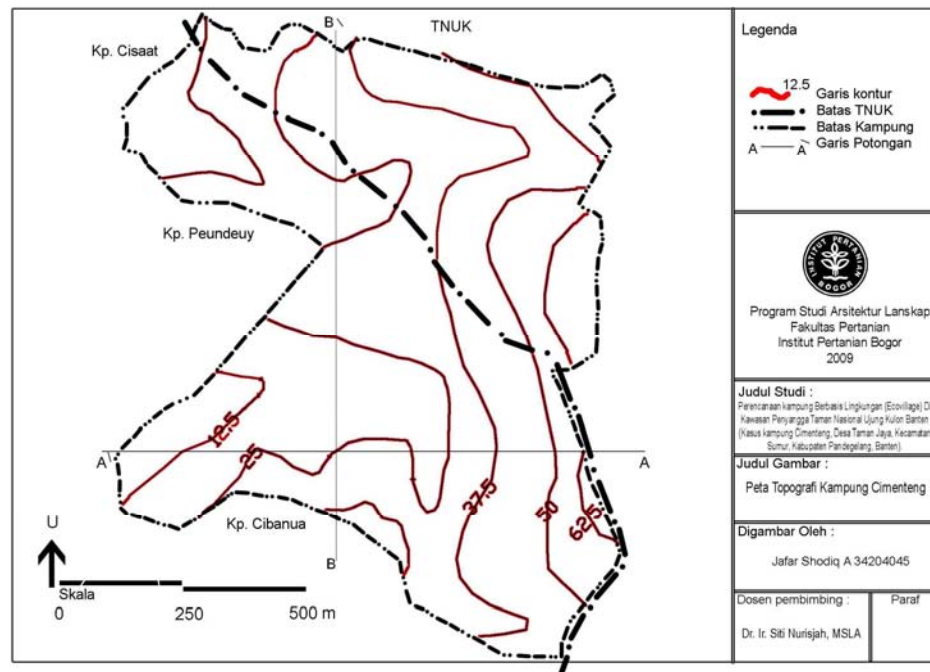 Kp. Cisaat
B
TNUK
A
Kp. Peundeuy
12.5
25
37.5
50
62.5
A
A
Kp. Cibanua
B
U
Skala
0 250 500 m
Legenda
12.5
Garis kontur
Batas TNUK
Batas Kampung
A A Garis Potongan
INSTITUT PERTANIAN
BOGOR
Program Studi Arsitektur Lanskap
Fakultas Pertanian
Institut Pertanian Bogor
2009
Judul Studi :
Perencanaan kampung Berbasis Lingkungan (Ecovillage) Di
Kawasan Penyangga Taman Nasional Ujung Kulon Banten
(Kasus kampung Cimenteng, Desa Taman Jaya, Kecamatan
Sumur, Kabupaten Pandegelang, Banten).
Judul Gambar :
Peta Topografi Kampung Cimenteng
Digambar Oleh :
Jafar Shodiq A 34204045
Dosen pembimbing :
Paraf
Dr. Ir. Siti Nurisjah, MSLA